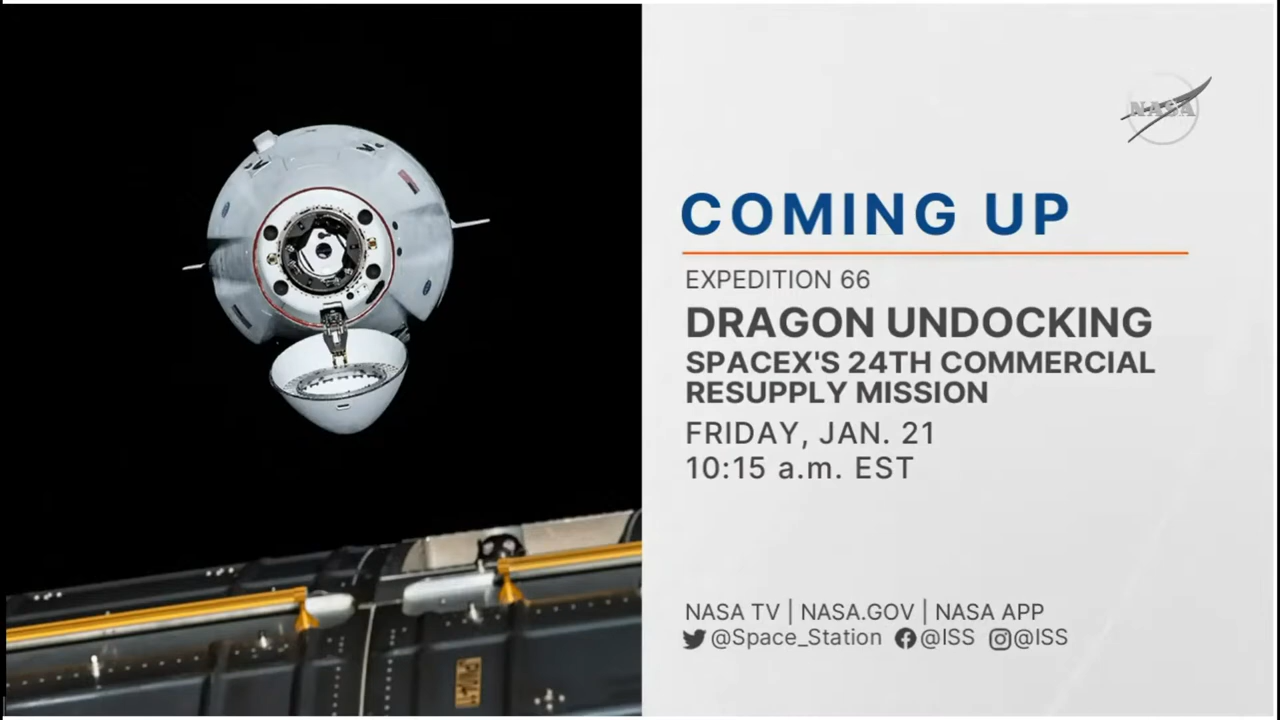 NASA
COMING UP
EXPEDITION 66
DRAGON UNDOCKING
SPACEX'S 24TH COMMERCIAL
RESUPPLY MISSION
FRIDAY, JAN. 21
10:15 a.m. EST
NASA TV | NASA.GOV | NASA APP
@Space_Station @ISS @ISS